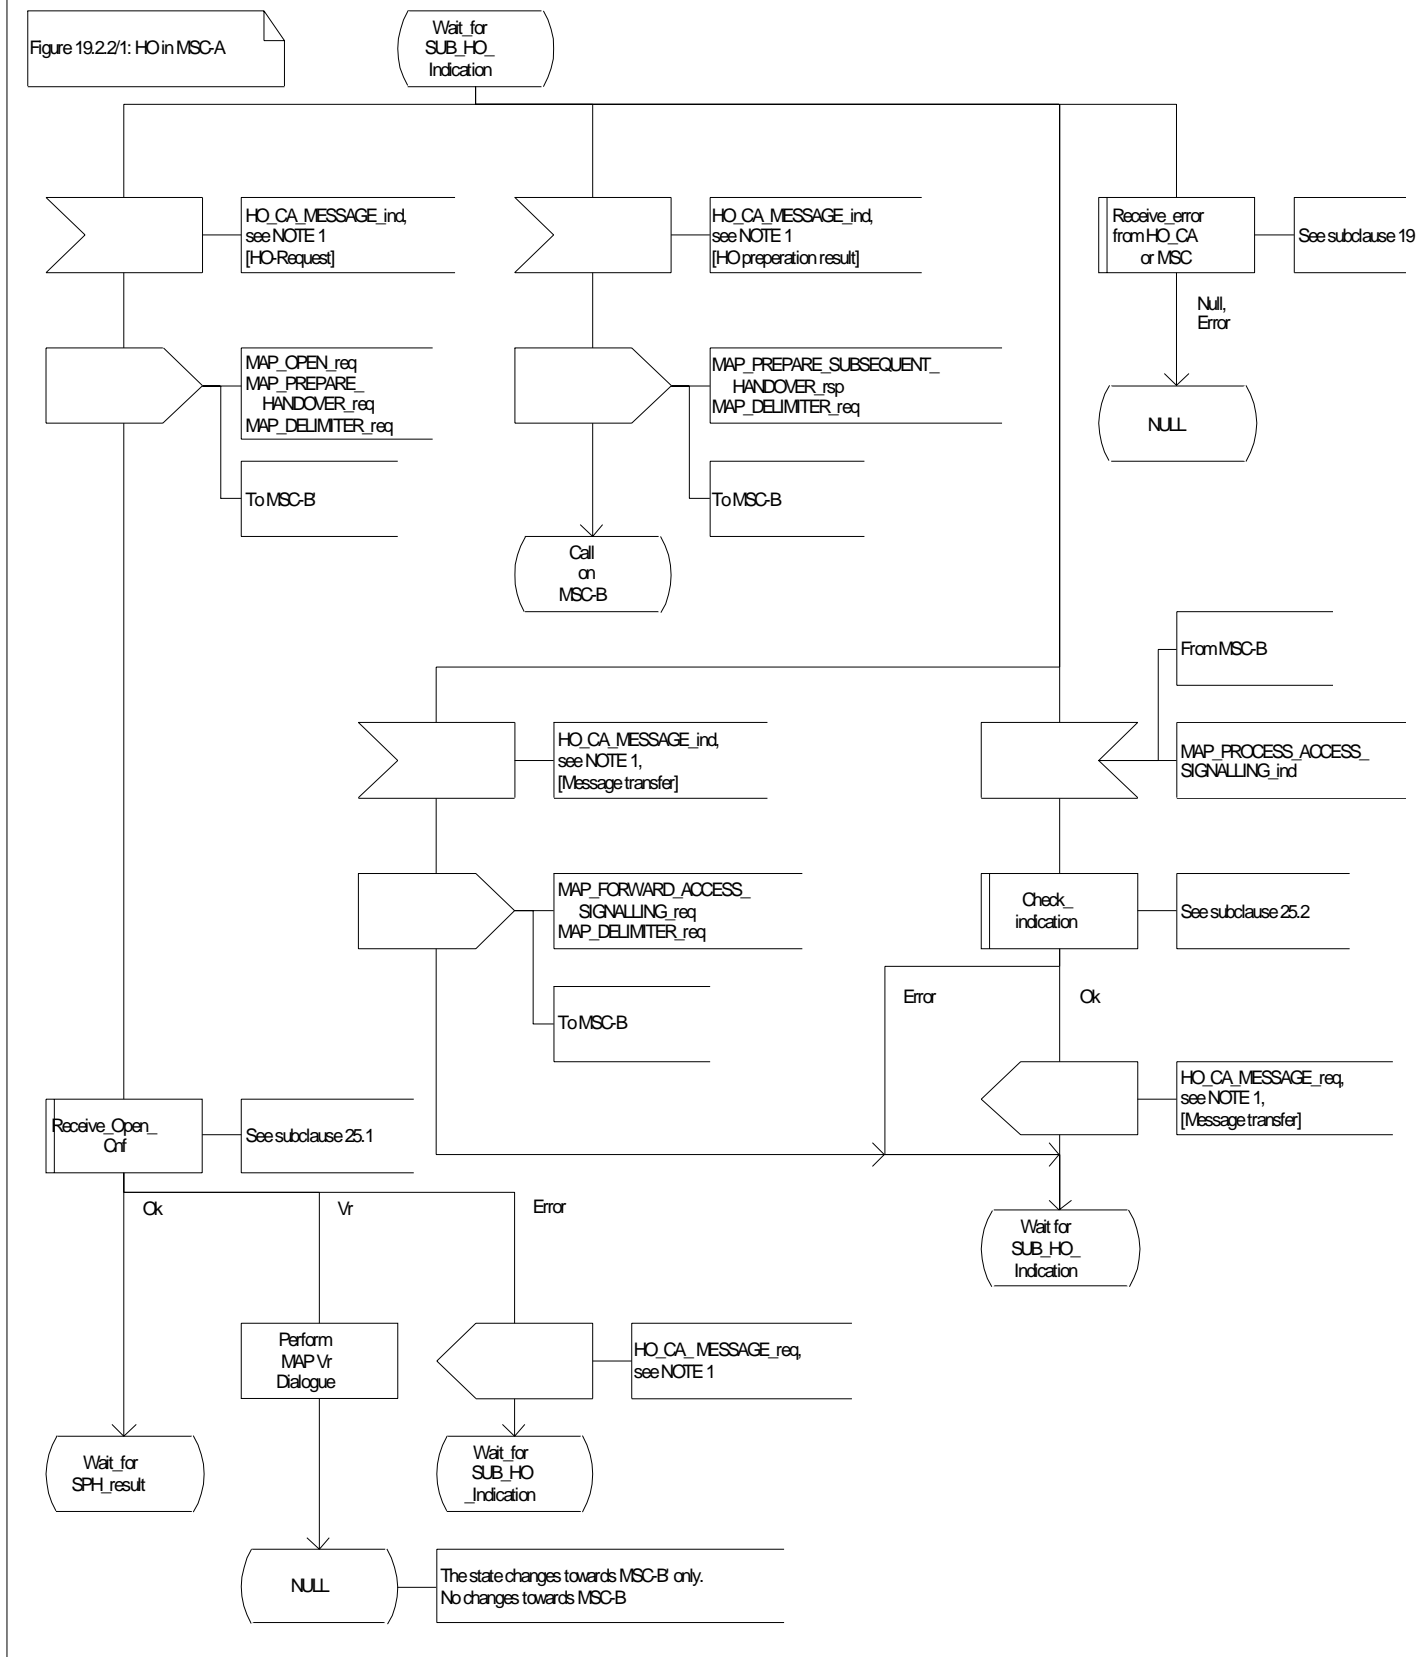 Figure 19.2.2/1: HO in MSC-A
Wait_for
SUB_HO_
Indication
HO_CA_MESSAGE_ind,
see NOTE 1
[HO-Request]
HO_CA_MESSAGE_ind,
see NOTE 1
[HO preperation result]
Receive_error
from HO_CA
or MSC
See subclause 19
Null,
Error
MAP_OPEN_req
MAP_PREPARE_
HANDOVER_req
MAP_DELIMITER_req
MAP_PREPARE_SUBSEQUENT_
HANDOVER_rsp
MAP_DELIMITER_req
NULL
To MSC-B'
To MSC-B
Call
on
MSC-B
From MSC-B
HO_CA_MESSAGE_ind,
see NOTE 1,
[Message transfer]
MAP_PROCESS_ACCESS_
SIGNALLING_ind
MAP_FORWARD_ACCESS_
SIGNALLING_req
MAP_DELIMITER_req
Check_
indication
See subclause 25.2
Error
Ok
To MSC-B
HO_CA_MESSAGE_req,
see NOTE 1,
[Message transfer]
Receive_Open_
Cnf
See subclause 25.1
Ok
Vr
Error
Wait for
SUB_HO_
Indication
Perform
MAP Vr
Dialogue
HO_CA_ MESSAGE_req,
see NOTE 1
Wait_for
SPH_result
Wait_for
SUB_HO
_Indication
NULL
The state changes towards MSC-B' only.
No changes towards MSC-B